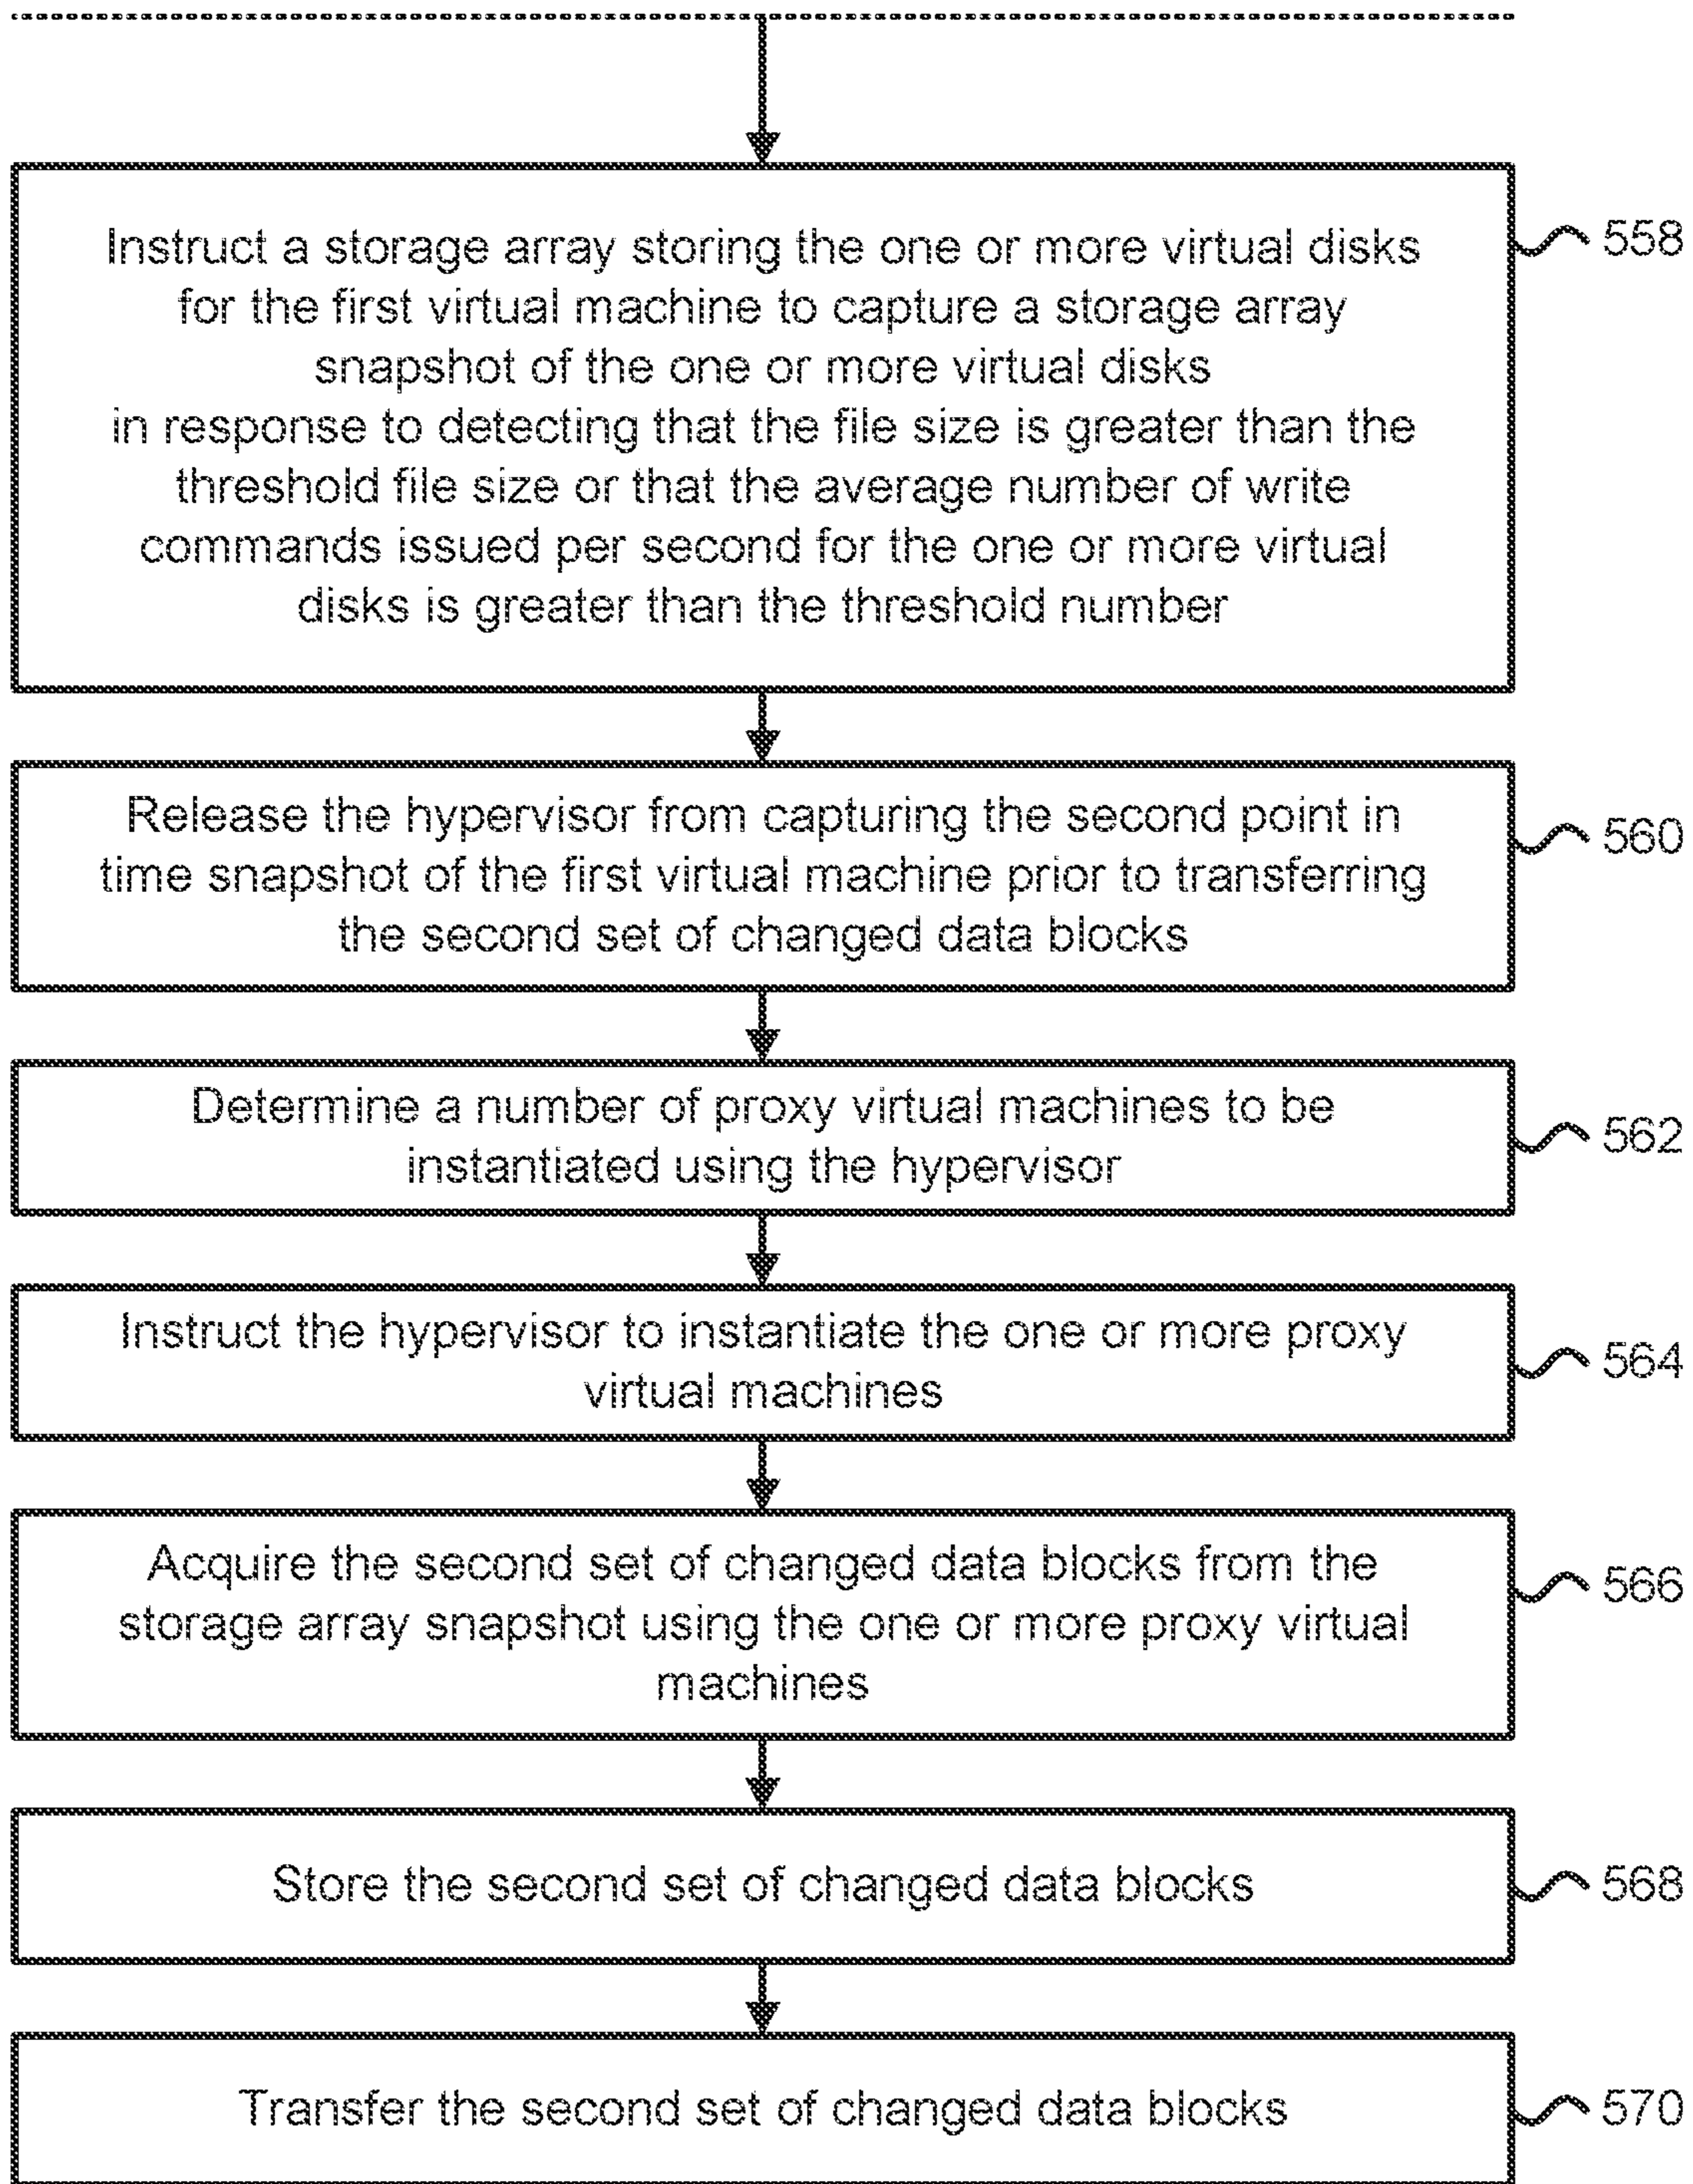 Instruct a storage array storing the one or more virtual disks
for the first virtual machine to capture a storage array
snapshot of the one or more virtual disks
in response to detecting that the file size is greater than the
threshold file size or that the average number of write
commands issued per second for the one or more virtual
disks is greater than the threshold number
558
Release the hypervisor from capturing the second point in
time snapshot of the first virtual machine prior to transferring
the second set of changed data blocks
560
Determine a number of proxy virtual machines to be
instantiated using the hypervisor
562
Instruct the hypervisor to instantiate the one or more proxy
virtual machines
564
Acquire the second set of changed data blocks from the
storage array snapshot using the one or more proxy virtual
machines
566
Store the second set of changed data blocks
568
Transfer the second set of changed data blocks
570